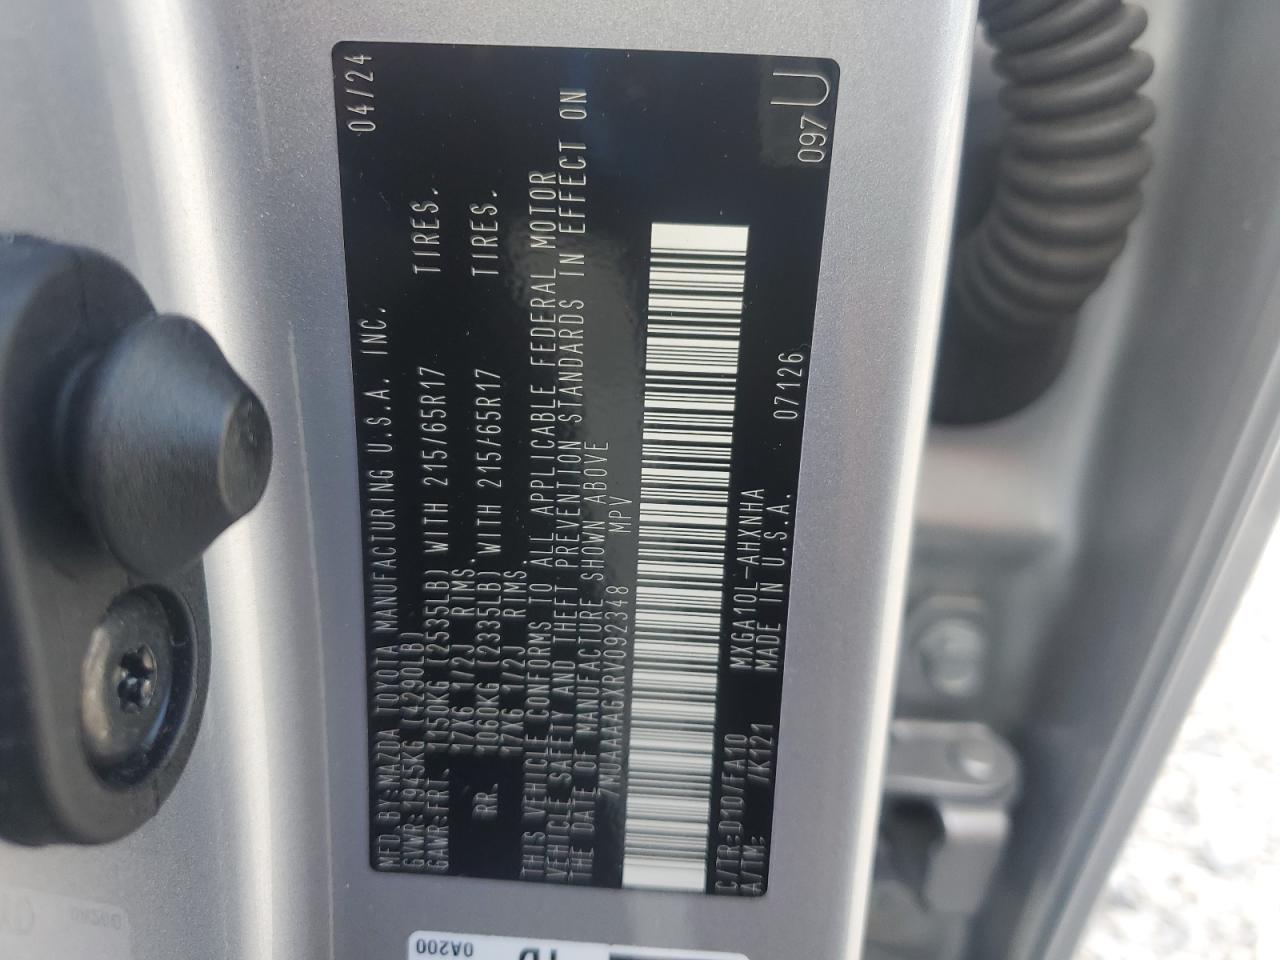 MFD. BY:MAZDA TOYOTA MANUFACTURING U.S.A. INC. 04/24
GVWR:1945KG (4290LB)
GAWR:FRT. 1150KG (2535LB) WITH 215/65R17 TIRES.
17X6 1/2J RIMS.
RR. 1060KG (2335LB) WITH 215/65R17 TIRES.
17X6 1/2J RIMS.
THIS VEHICLE CONFORMS TO ALL APPLICABLE FEDERAL MOTOR
VEHICLE SAFETY AND THEFT PREVENTION STANDARDS IN EFFECT ON
THE DATE OF MANUFACTURE SHOWN ABOVE
7MUAAAAGXRV092348 MPV
C/TR:D10/FA10 MXGA10L-AHXNHA 07126 097U
A/TM: /K121 MADE IN U.S.A.
0A200